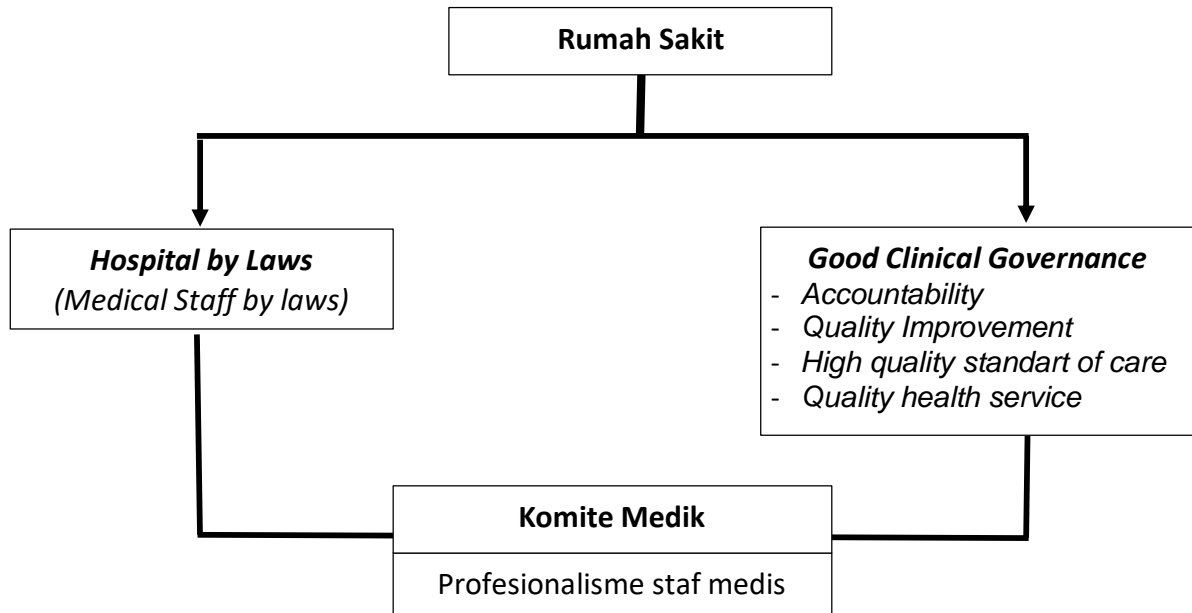 Rumah Sakit
Hospital by Laws
(Medical Staff by laws)
Good Clinical Governance
- Accountability
- Quality Improvement
- High quality standart of care
- Quality health service
Komite Medik
Profesionalisme staf medis